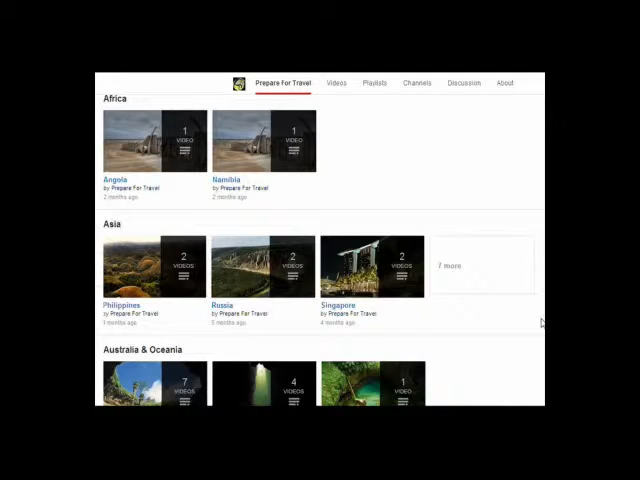 Prepare For Travel Videos Playlists Channels Discussion About
Africa
1 VIDEO
1 VIDEO
Angola
by Prepare For Travel
2 months ago
Namibia
by Prepare For Travel
2 months ago
Asia
2 VIDEOS
2 VIDEOS
2 VIDEOS
7 more
Philippines
by Prepare For Travel
1 months ago
Russia
by Prepare For Travel
5 months ago
Singapore
by Prepare For Travel
4 months ago
Australia & Oceania
7 VIDEOS
4 VIDEOS
1 VIDEO